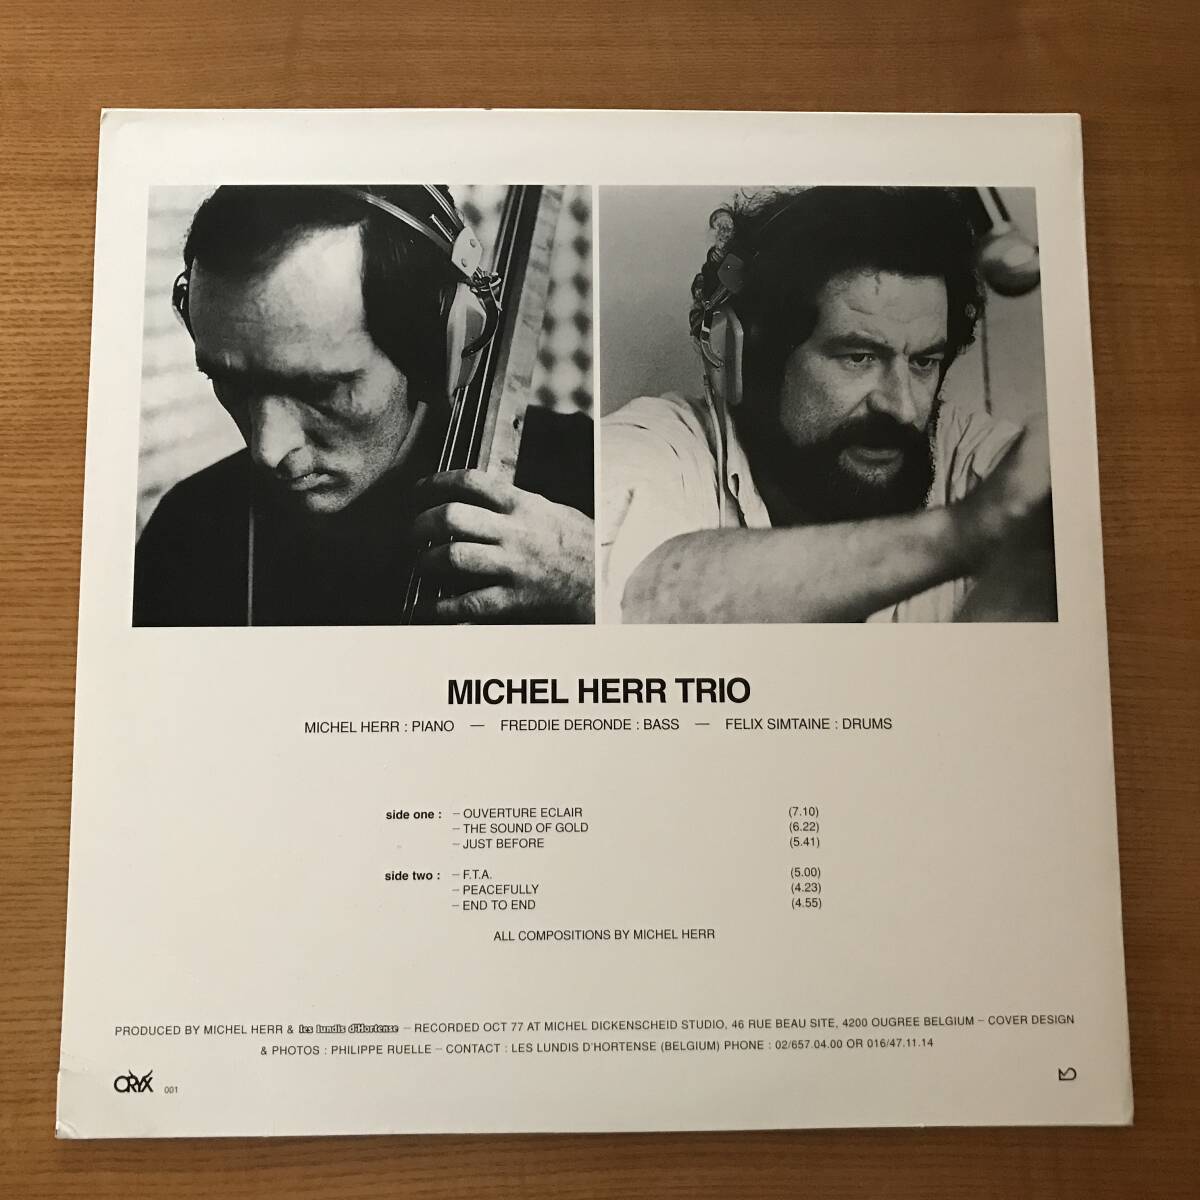 MICHEL HERR TRIO
MICHEL HERR : PIANO — FREDDIE DERONDE : BASS — FELIX SIMTAINE : DRUMS
side one : – OUVERTURE ECLAIR (7.10)
– THE SOUND OF GOLD (6.22)
– JUST BEFORE (5.41)
side two : – F.T.A. (5.00)
– PEACEFULLY (4.23)
– END TO END (4.55)
ALL COMPOSITIONS BY MICHEL HERR
PRODUCED BY MICHEL HERR & les lundis d'Hortense – RECORDED OCT 77 AT MICHEL DICKENSCHEID STUDIO, 46 RUE BEAU SITE, 4200 OUGREE BELGIUM – COVER DESIGN
& PHOTOS : PHILIPPE RUELLE – CONTACT : LES LUNDIS D'HORTENSE (BELGIUM) PHONE : 02/657.04.00 OR 016/47.11.14
ORYX 001